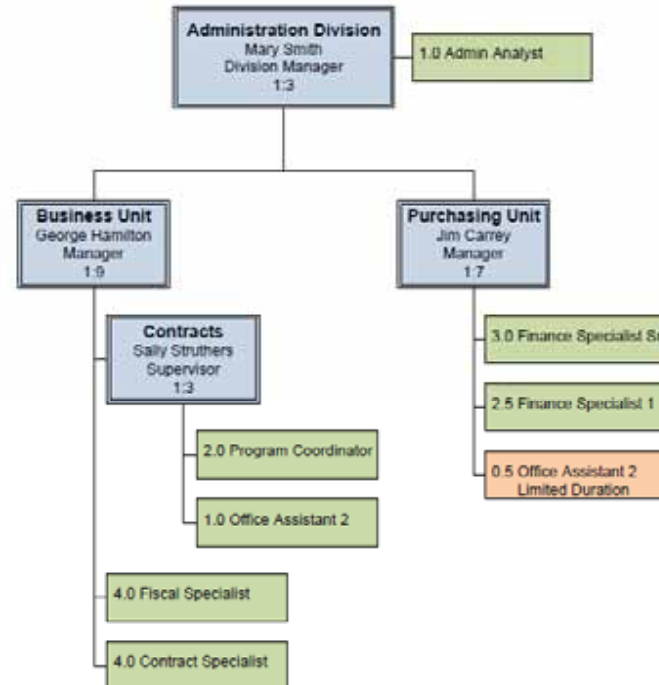 Administration Division
Mary Smith
Division Manager
1:3
1.0 Admin Analyst
Business Unit
George Hamilton
Manager
1:9
Purchasing Unit
Jim Carrey
Manager
1:7
Contracts
Sally Struthers
Supervisor
1:3
3.0 Finance Specialist
2.5 Finance Specialist 1
0.5 Office Assistant 2
Limited Duration
2.0 Program Coordinator
1.0 Office Assistant 2
4.0 Fiscal Specialist
4.0 Contract Specialist